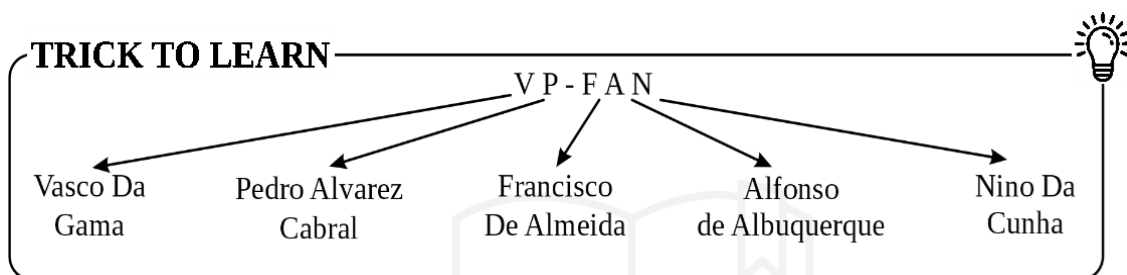 TRICK TO LEARN
V P - F A N
Vasco Da
Gama
Pedro Alvarez
Cabral
Francisco
De Almeida
Alfonso
de Albuquerque
Nino Da
Cunha